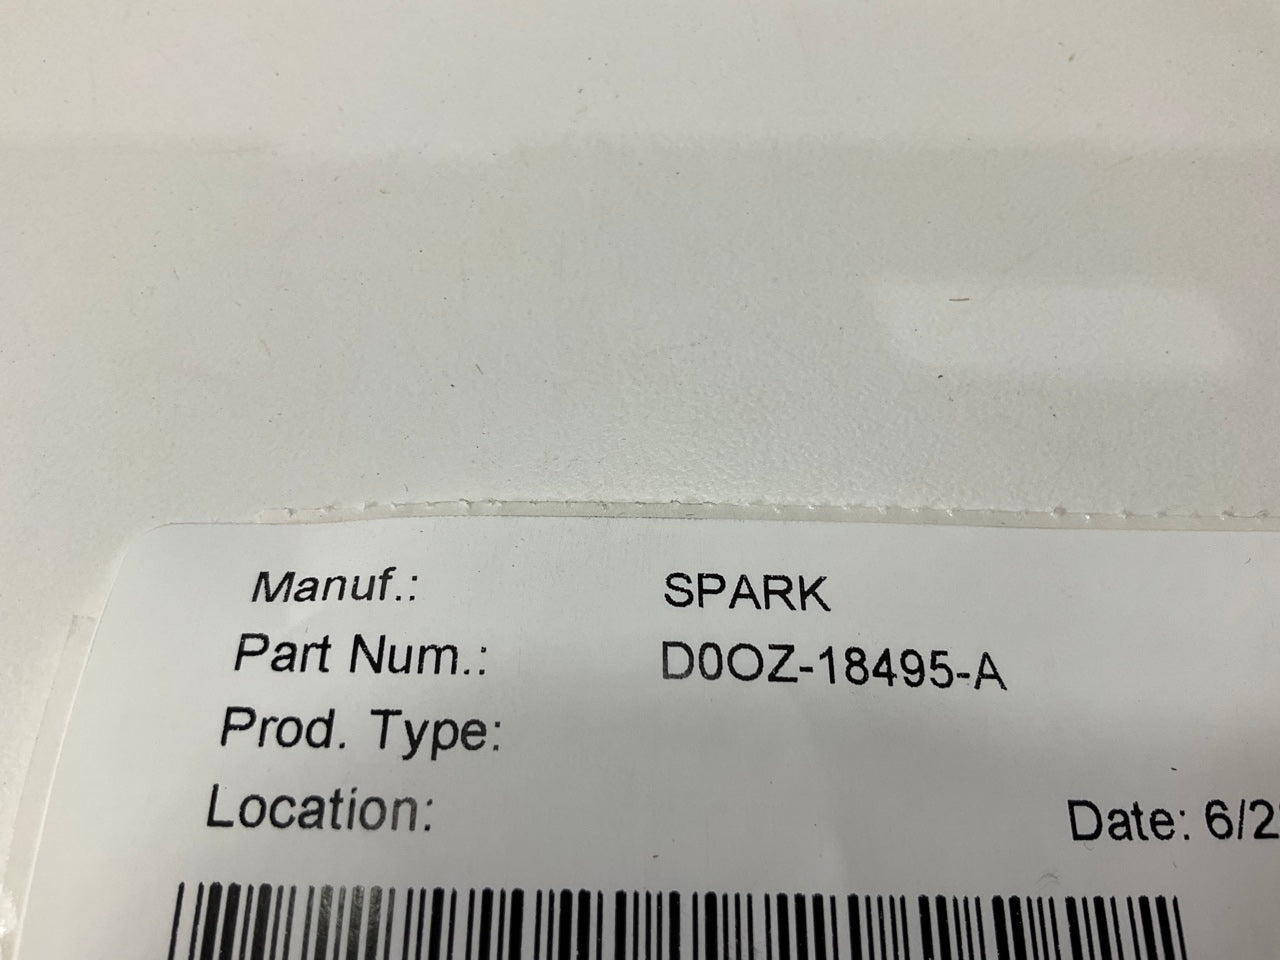 Manuf.: SPARK
Part Num.: D0OZ-18495-A
Prod. Type:
Location:
Date: 6/2